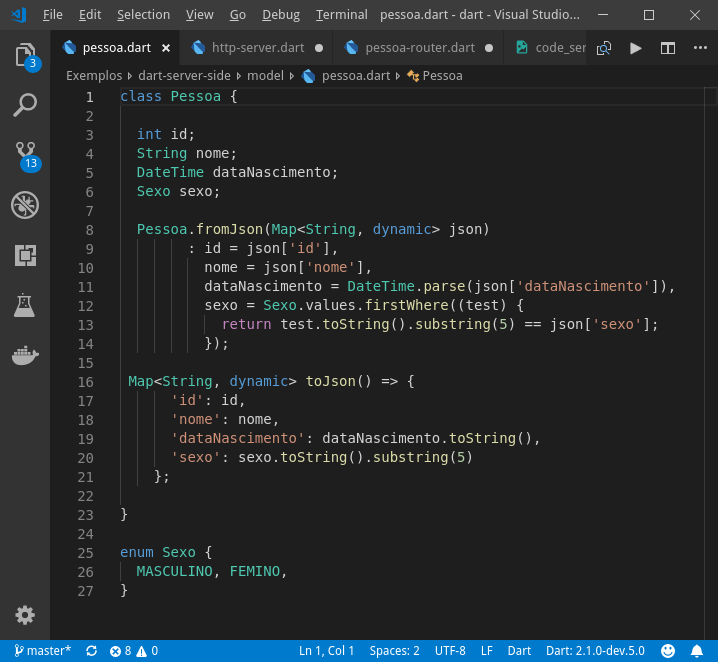 File Edit Selection View Go Debug Terminal pessoa.dart - dart - Visual Studio...
pessoa.dart http-server.dart pessoa-router.dart code_ser
Exemplos dart-server-side model pessoa.dart Pessoa
3
13
1 class Pessoa {
2
3 int id;
4 String nome;
5 DateTime dataNascimento;
6 Sexo sexo;
7
8 Pessoa.fromJson(Map<String, dynamic> json)
9 : id = json['id'],
10 nome = json['nome'],
11 dataNascimento = DateTime.parse(json['dataNascimento']),
12 sexo = Sexo.values.firstWhere((test) {
13 return test.toString().substring(5) == json['sexo'];
14 });
15
16 Map<String, dynamic> toJson() => {
17 'id': id,
18 'nome': nome,
19 'dataNascimento': dataNascimento.toString(),
20 'sexo': sexo.toString().substring(5)
21 };
22
23 }
24
25 enum Sexo {
26 MASCULINO, FEMINO,
27 }
master* 8 0 Ln 1, Col 1 Spaces: 2 UTF-8 LF Dart Dart: 2.1.0-dev.5.0